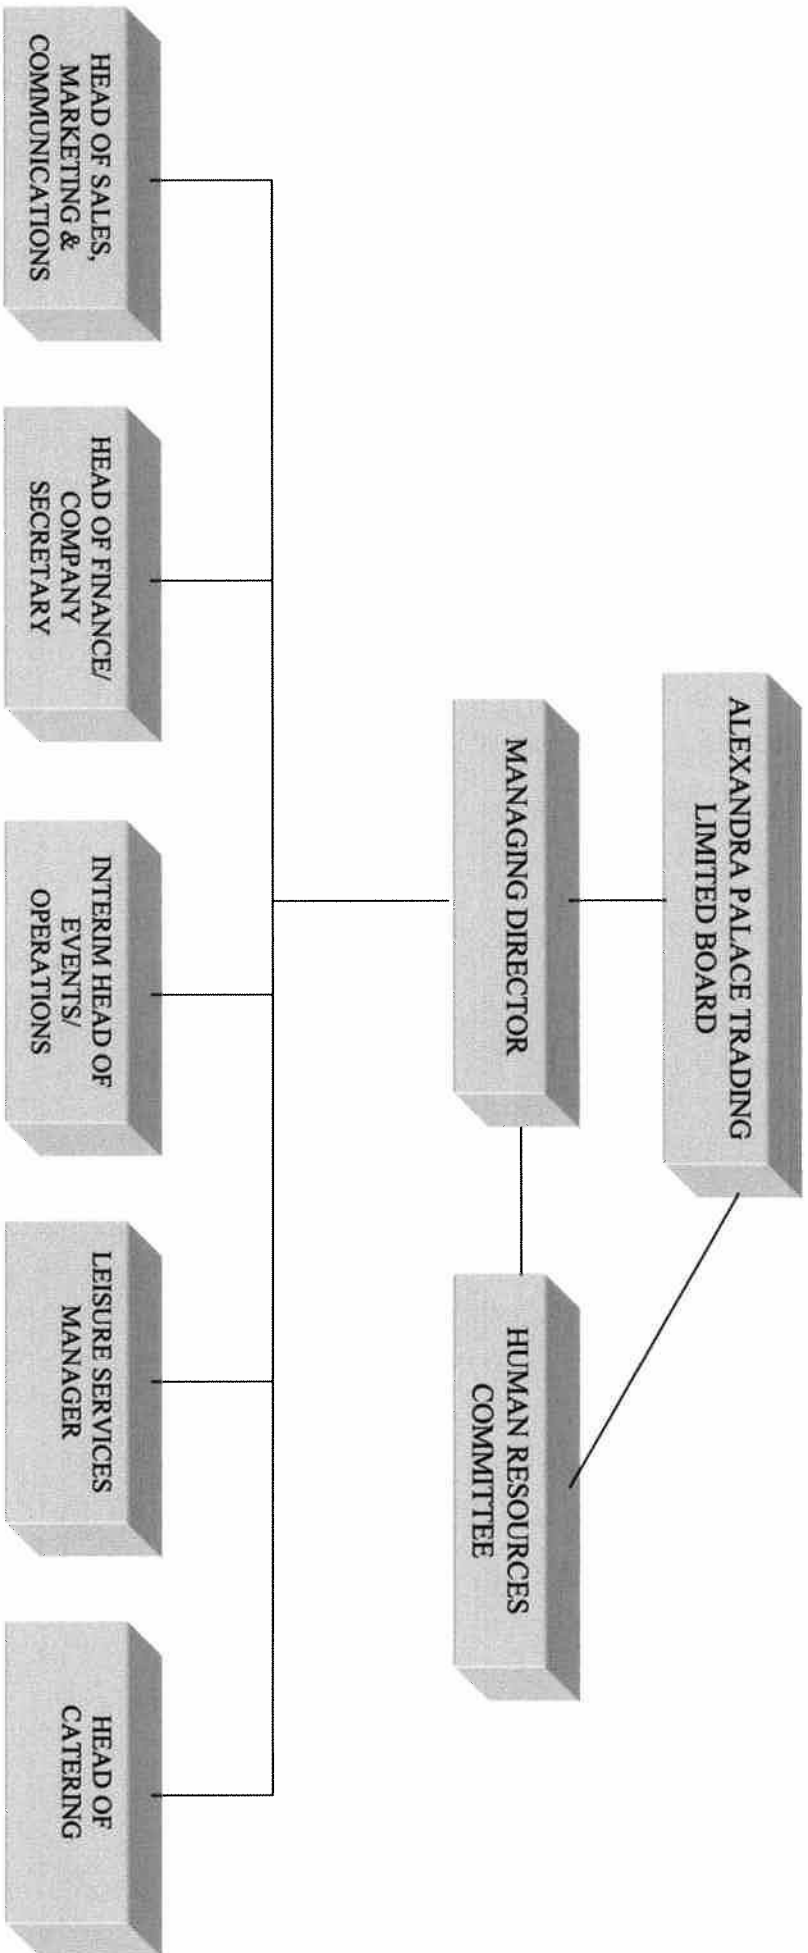 ALEXANDRA PALACE TRADING
LIMITED BOARD
MANAGING DIRECTOR
HUMAN RESOURCES
COMMITTEE
HEAD OF SALES,
MARKETING &
COMMUNICATIONS
HEAD OF FINANCE/
COMPANY
SECRETARY
INTERIM HEAD OF
EVENTS/
OPERATIONS
LEISURE SERVICES
MANAGER
HEAD OF
CATERING